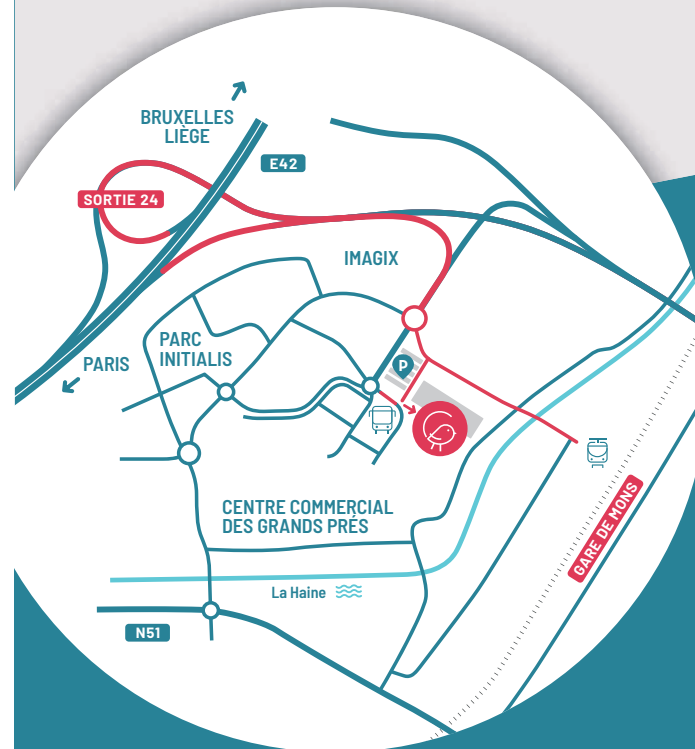 BRUXELLES
LIÈGE
E42
SORTIE 24
IMAGIX
PARC
INITIALIS
PARIS
P
CENTRE COMMERCIAL
DES GRANDS PRÉS
GARE DE MONS
La Haine
N51